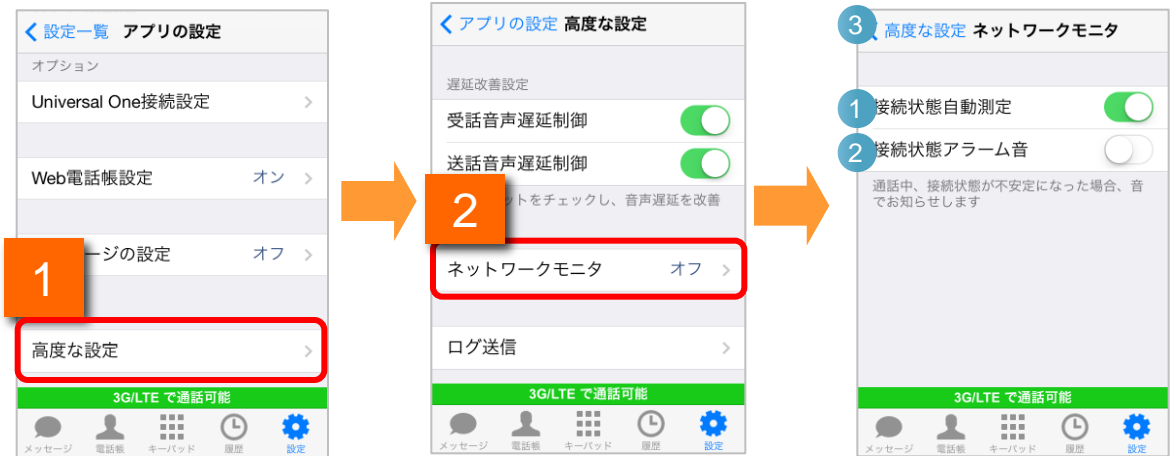 設定一覧 アプリの設定
オプション
Universal One接続設定
Web電話帳設定 オン
ージの設定 オフ
1
高度な設定
3G/LTE で通話可能
メッセージ 電話帳 キーパッド 履歴 設定
アプリの設定 高度な設定
遅延改善設定
受話音声遅延制御
送話音声遅延制御
ットをチェックし、音声遅延を改善
2
ネットワークモニタ オフ
ログ送信
3G/LTE で通話可能
メッセージ 電話帳 キーパッド 履歴 設定
3 高度な設定 ネットワークモニタ
1 接続状態自動測定
2 接続状態アラーム音
通話中、接続状態が不安定になった場合、音
でお知らせします
3G/LTE で通話可能
メッセージ 電話帳 キーパッド 履歴 設定